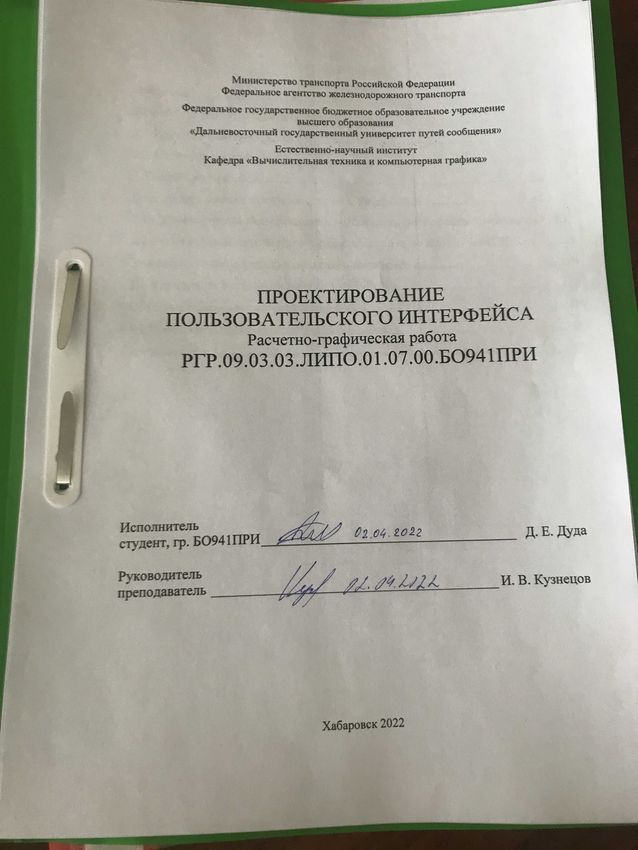 Министерство транспорта Российской Федерации
Федеральное агентство железнодорожного транспорта
Федеральное государственное бюджетное образовательное учреждение
высшего образования
«Дальневосточный государственный университет путей сообщения»
Естественно-научный институт
Кафедра «Вычислительная техника и компьютерная графика»
ПРОЕКТИРОВАНИЕ
ПОЛЬЗОВАТЕЛЬСКОГО ИНТЕРФЕЙСА
Расчетно-графическая работа
РГР.09.03.03.ЛИПО.01.07.00.БО941ПРИ
Исполнитель
студент, гр. БО941ПРИ 02.04.2022 Д. Е. Дуда
Руководитель
преподаватель 02.04.2022 И. В. Кузнецов
Хабаровск 2022